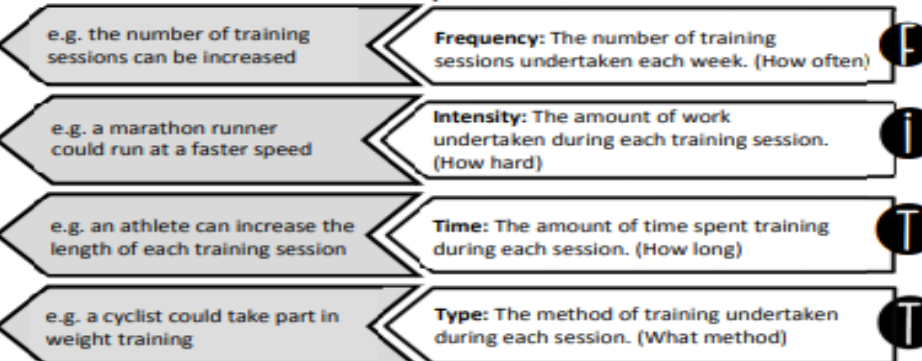 e.g. the number of training
sessions can be increased
Frequency: The number of training
sessions undertaken each week. (How often)
F
e.g. a marathon runner
could run at a faster speed
Intensity: The amount of work
undertaken during each training session.
(How hard)
i
e.g. an athlete can increase the
length of each training session
Time: The amount of time spent training
during each session. (How long)
T
e.g. a cyclist could take part in
weight training
Type: The method of training undertaken
during each session. (What method)
T